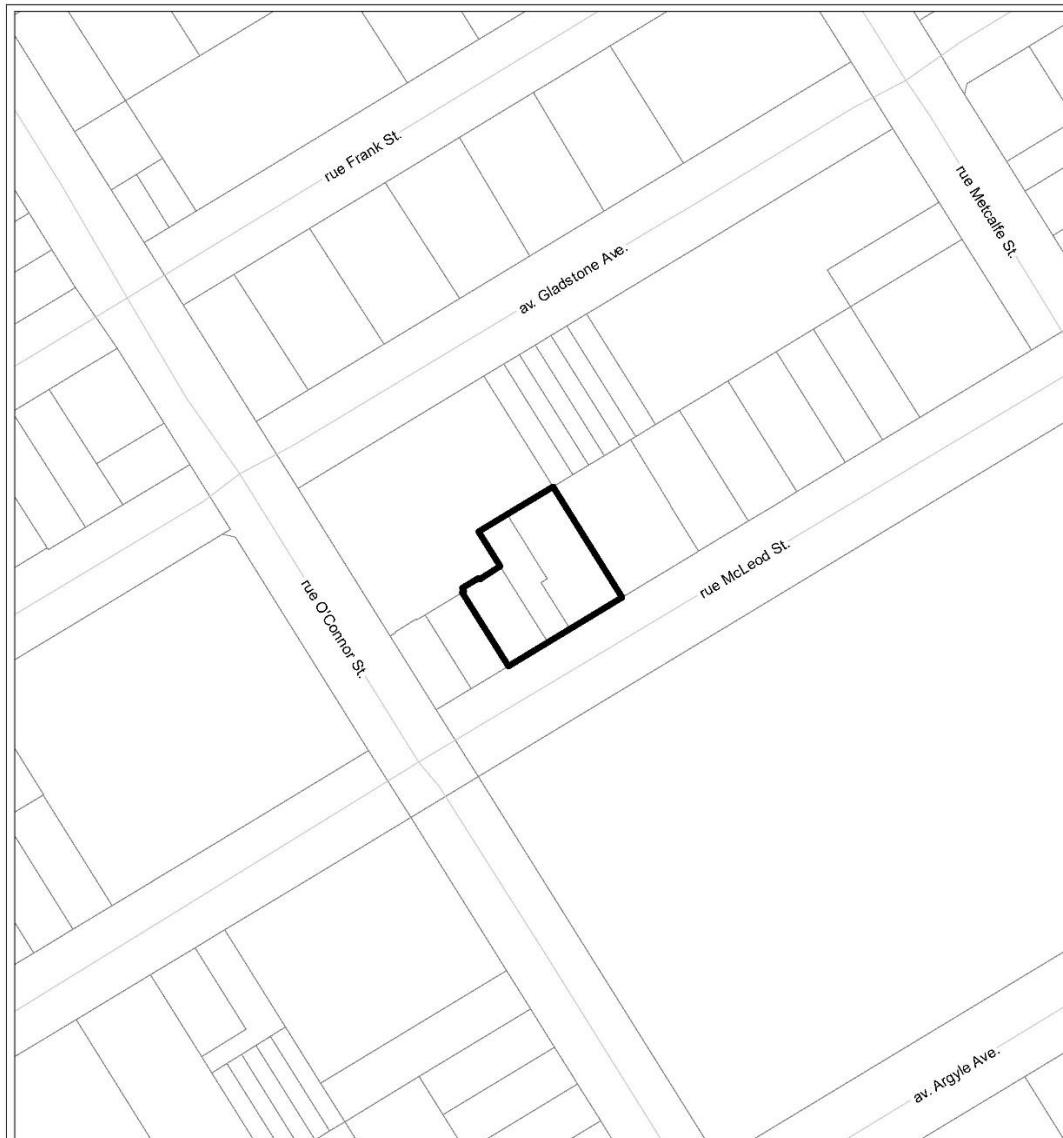 rue Frank St.
rue Metcalfe St.
av. Gladstone Ave.
rue McLeod St.
rue O'Connor St.
av. Argyle Ave.